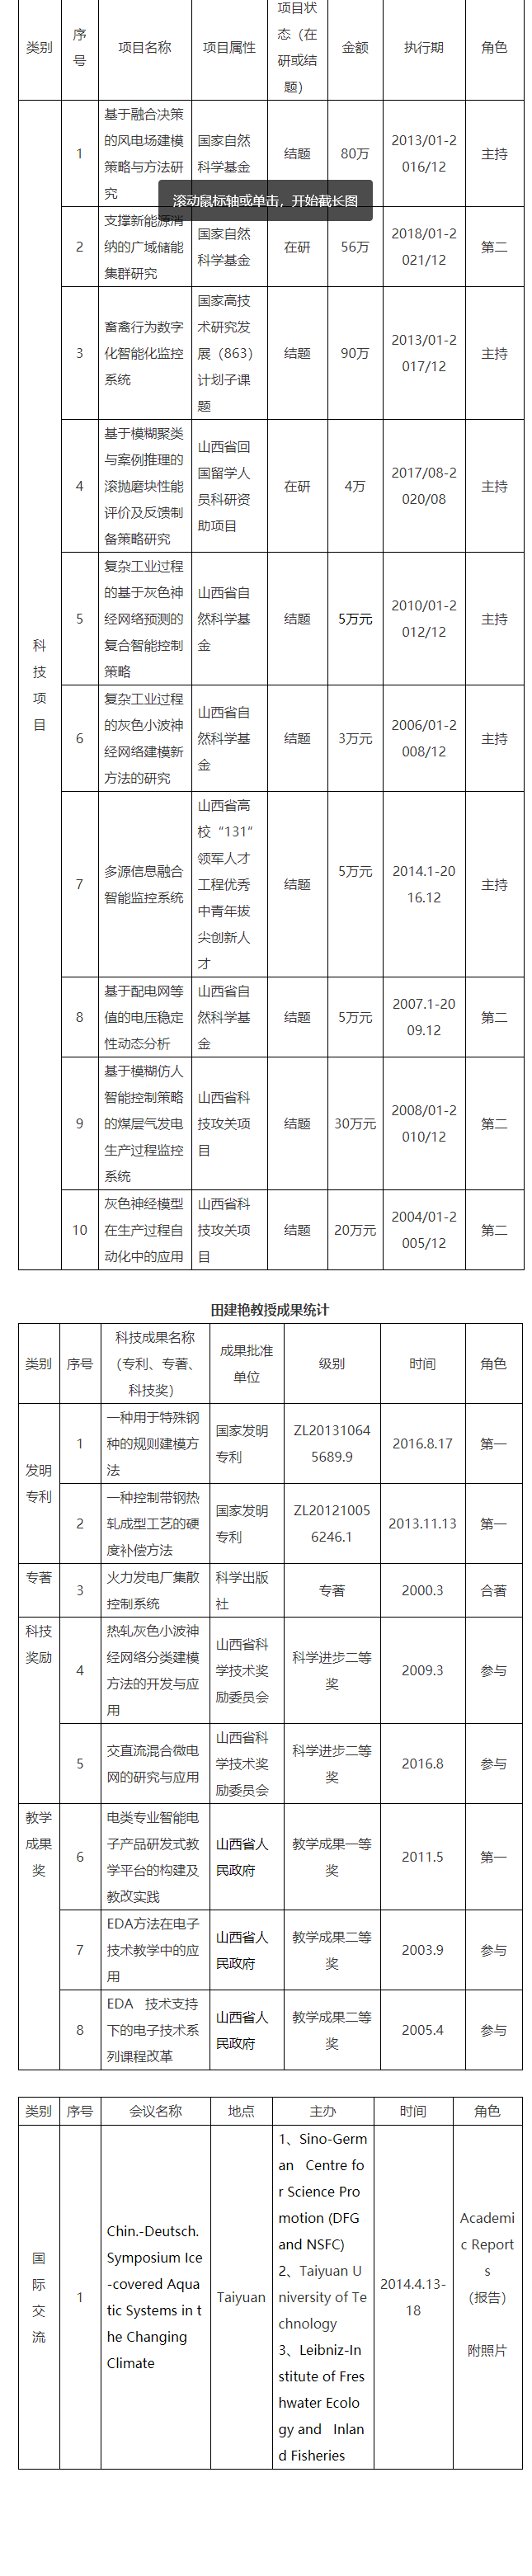 类别
序
号
项目名称
项目属性
项目状
态（在
研或结
题）
金额
执行期
角色
科
技
项
目
1
基于融合决策
的风电场建模
策略与方法研
究
国家自然
科学基金
结题
80万
2013/01-2
016/12
主持
滚动鼠标轴或单击，开始截长图
2
支撑新能源消
纳的广域储能
集群研究
国家自然
科学基金
在研
56万
2018/01-2
021/12
第二
3
畜禽行为数字
化智能化监控
系统
国家高技
术研究发
展（863）
计划子课
题
结题
90万
2013/01-2
017/12
主持
4
基于模糊聚类
与案例推理的
滚抛磨块性能
评价及反馈制
备策略研究
山西省回
国留学人
员科研资
助项目
在研
4万
2017/08-2
020/08
主持
5
复杂工业过程
的基于灰色神
经网络预测的
复合智能控制
策略
山西省自
然科学基
金
结题
5万元
2010/01-2
012/12
主持
6
复杂工业过程
的灰色小波神
经网络建模新
方法的研究
山西省自
然科学基
金
结题
3万元
2006/01-2
008/12
主持
7
多源信息融合
智能监控系统
山西省高
校“131”
领军人才
工程优秀
中青年拔
尖创新人
才
结题
5万元
2014.1-20
16.12
主持
8
基于配电网等
值的电压稳定
性动态分析
山西省自
然科学基
金
结题
5万元
2007.1-20
09.12
第二
9
基于模糊仿人
智能控制策略
的煤层气发电
生产过程监控
系统
山西省科
技攻关项
目
结题
30万元
2008/01-2
010/12
第二
10
灰色神经模型
在生产过程自
动化中的应用
山西省科
技攻关项
目
结题
20万元
2004/01-2
005/12
第二
田建艳教授成果统计
类别
序号
科技成果名称
（专利、专著、
科技奖）
成果批准
单位
级别
时间
角色
发明
专利
1
一种用于特殊钢
种的规则建模方
法
国家发明
专利
ZL20131064
5689.9
2016.8.17
第一
2
一种控制带钢热
轧成型工艺的硬
度补偿方法
国家发明
专利
ZL20121005
6246.1
2013.11.13
第一
专著
3
火力发电厂集散
控制系统
科学出版
社
专著
2000.3
合著
科技
奖励
4
热轧灰色小波神
经网络分类建模
方法的开发与应
用
山西省科
学技术奖
励委员会
科学进步二等
奖
2009.3
参与
5
交直流混合微电
网的研究与应用
山西省科
学技术奖
励委员会
科学进步二等
奖
2016.8
参与
教学
成果
奖
6
电类专业智能电
子产品研发式教
学平台的构建及
教改实践
山西省人
民政府
教学成果一等
奖
2011.5
第一
7
EDA方法在电子
技术教学中的应
用
山西省人
民政府
教学成果二等
奖
2003.9
参与
8
EDA 技术支持
下的电子技术系
列课程改革
山西省人
民政府
教学成果二等
奖
2005.4
参与
类别
序号
会议名称
地点
主办
时间
角色
国
际
交
流
1
Chin.-Deutsch.
Symposium Ice
-covered Aqua
tic Systems in t
he Changing
Climate
Taiyuan
1、Sino-Germ
an Centre fo
r Science Pro
motion (DFG
and NSFC)
2、Taiyuan U
niversity of Te
chnology
3、Leibniz-In
stitute of Fres
hwater Ecolo
gy and Inlan
d Fisheries
2014.4.13-
18
Academi
c Report
s
（报告）
附照片